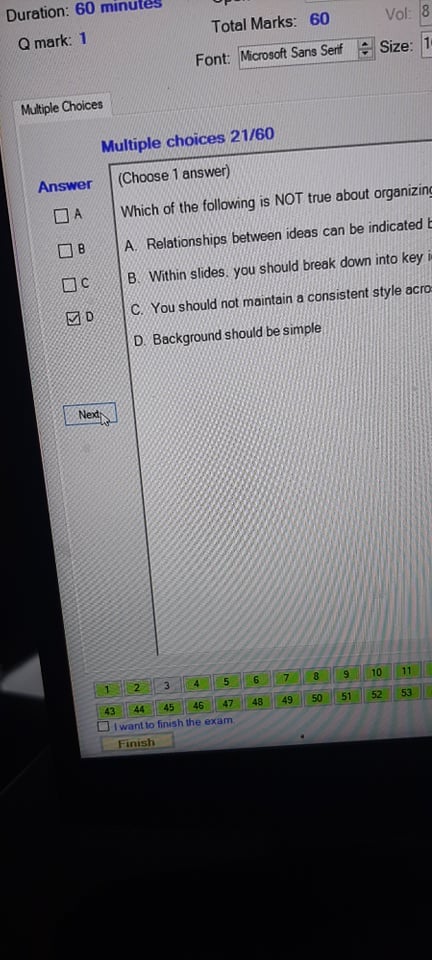 Duration: 60 minutes
Q mark: 1
Total Marks: 60
Vol: 8
Font: Microsoft Sans Serif
Size:
Multiple Choices
Multiple choices 21/60
Answer
(Choose 1 answer)
A
Which of the following is NOT true about organizing
B
A. Relationships between ideas can be indicated
C
B. Within slides, you should break down into key
D
C. You should not maintain a consistent style
D. Background should be simple
Next
1 2 3 4 5 6 7 8 9 10 11
43 44 45 46 47 48 49 50 51 52 53
I want to finish the exam.
Finish